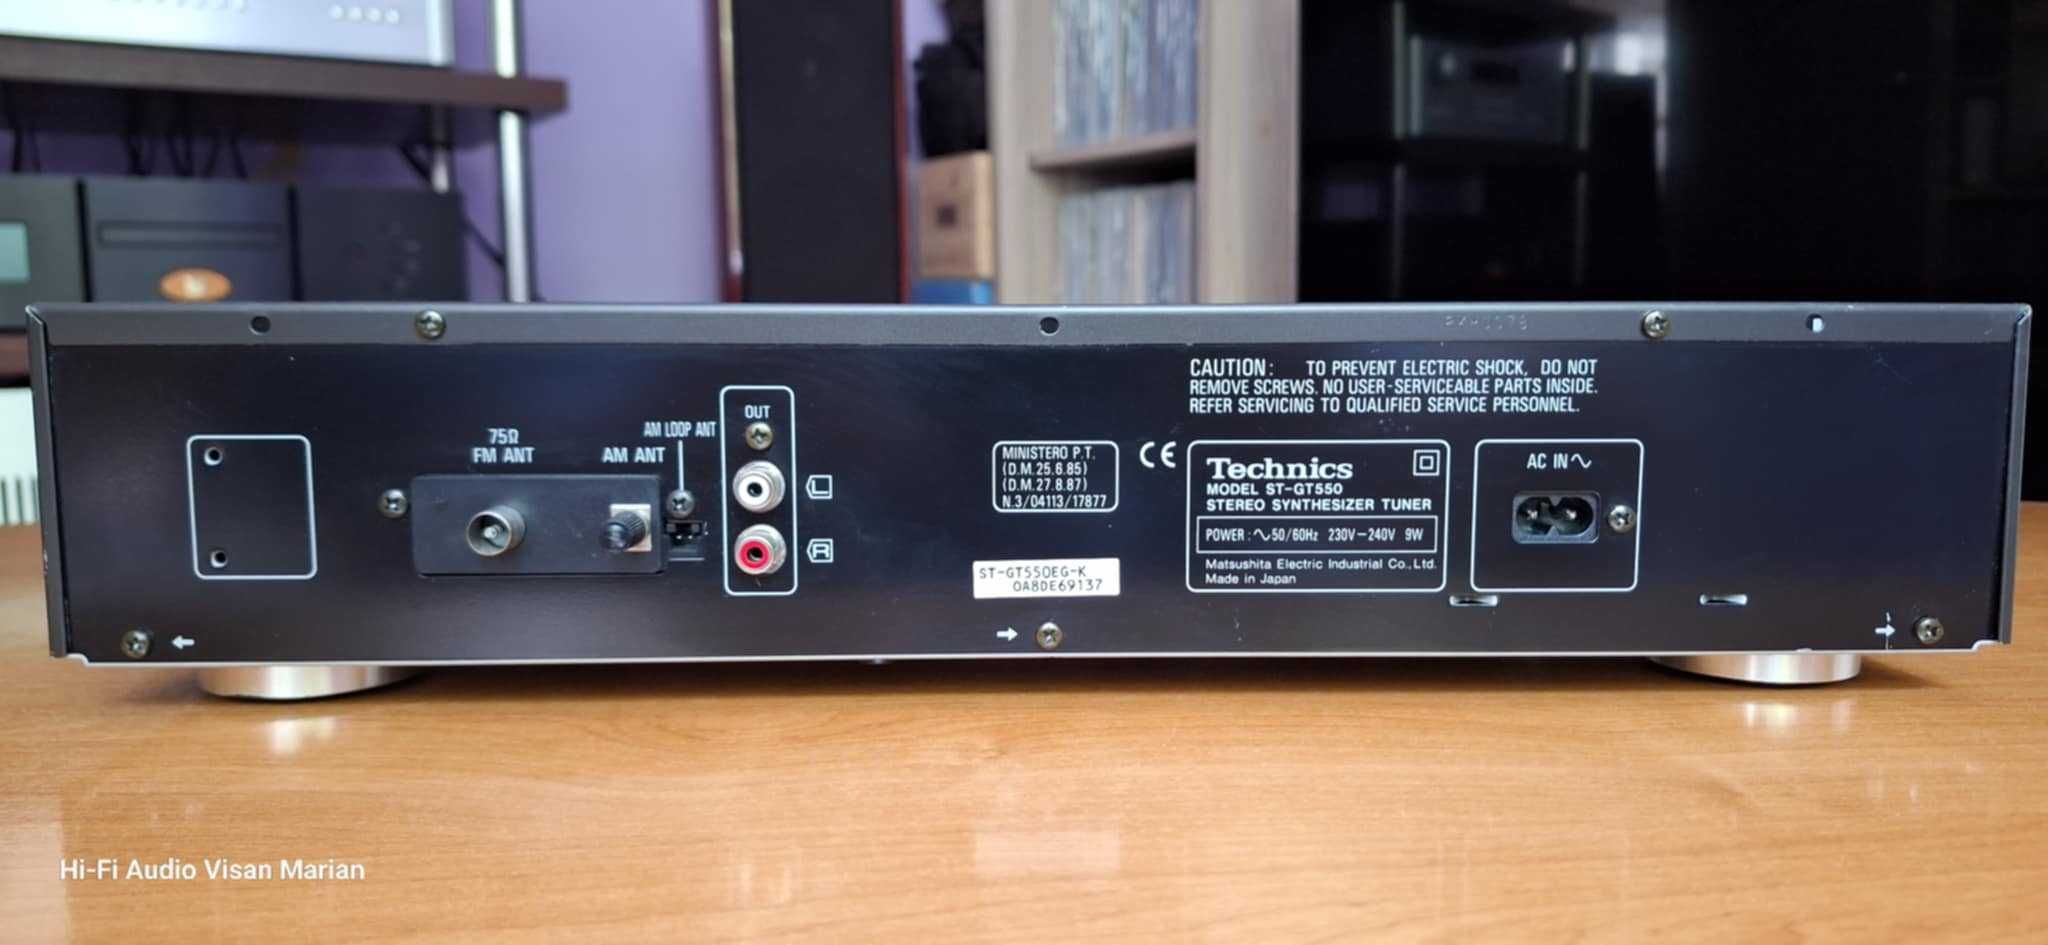 CAUTION: TO PREVENT ELECTRIC SHOCK, DO NOT
REMOVE SCREWS. NO USER-SERVICEABLE PARTS INSIDE.
REFER SERVICING TO QUALIFIED SERVICE PERSONNEL.
75Ω
FM ANT
AM ANT
AM LOOP ANT
OUT
L
R
MINISTERO P.T.
(D.M.25.6.85)
(D.M.27.8.87)
N.3/04113/17877
CE
ST-GT550EG-K
0A8DE69137
Technics
MODEL ST-GT550
STEREO SYNTHESIZER TUNER
POWER: ∿50/60Hz 230V-240V 9W
Matsushita Electric Industrial Co., Ltd.
Made in Japan
AC IN∿
Hi-Fi Audio Visan Marian